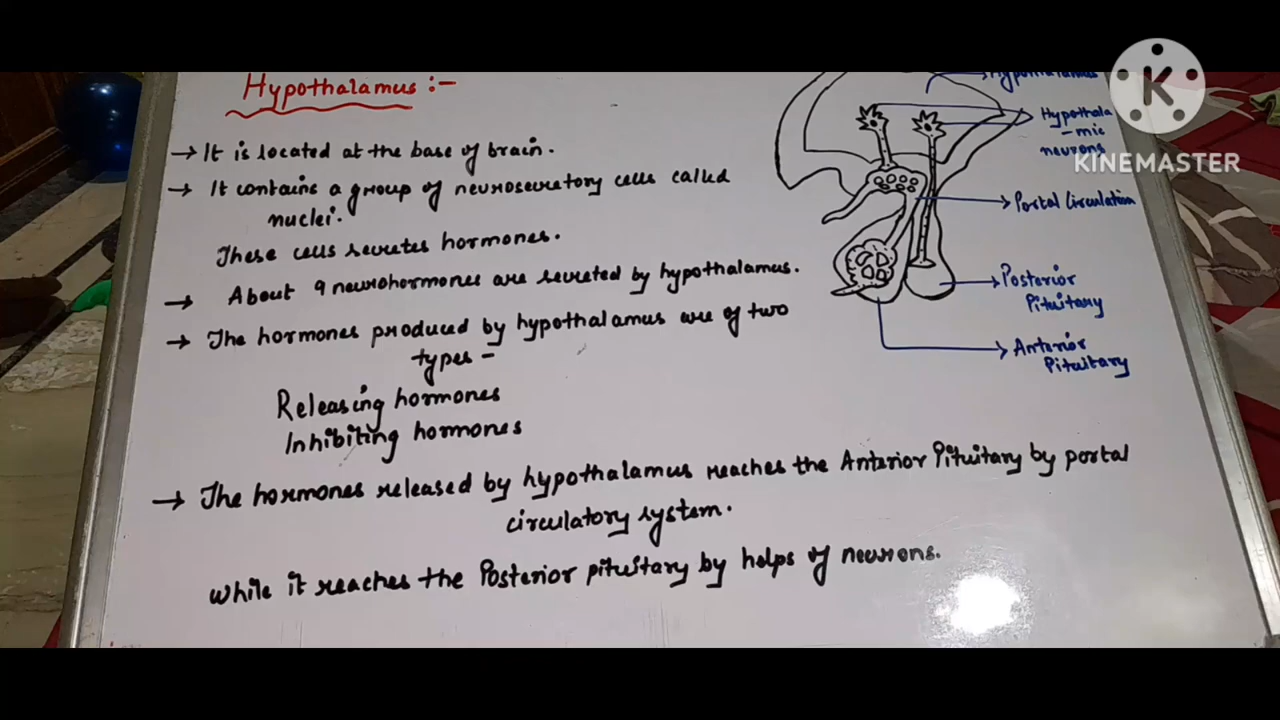 Hypothalamus :-
→ It is located at the base of brain.
→ It contains a group of neurosecretory cells called
nuclei.
These cells secretes hormones.
→ About 9 neurohormones are secreted by hypothalamus.
→ The hormones produced by hypothalamus are of two
types -
Releasing hormones
Inhibiting hormones
→ The hormones released by hypothalamus reaches the Anterior Pituitary by portal
circulatory system.
While it reaches the Posterior pituitary by helps of neurons.
Hypothalamus
Hypothala
-mic
neurons
Portal Circulation
Posterior
Pituitary
Anterior
Pituitary
K
KINEMASTER